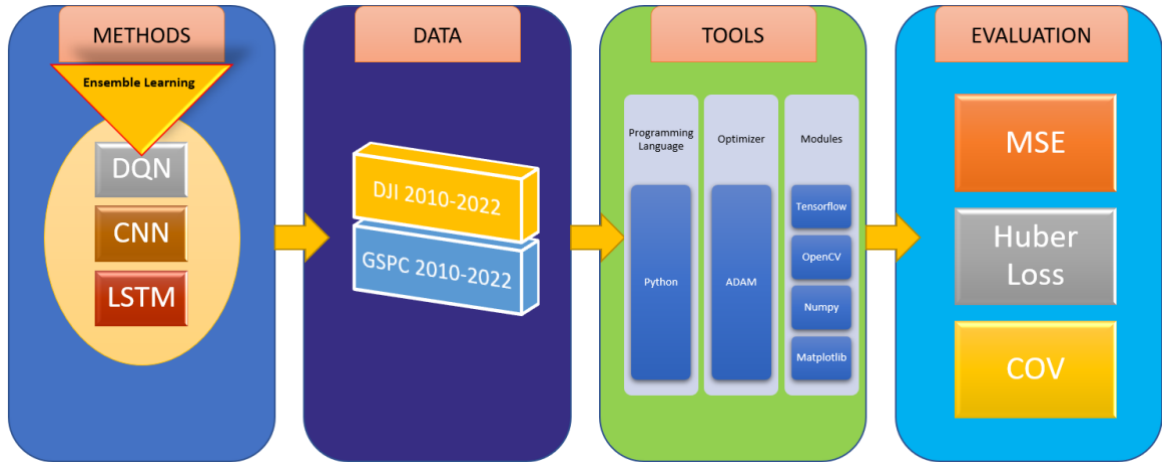 METHODS
Ensemble Learning
DQN
CNN
LSTM
DATA
DJI 2010-2022
GSPC 2010-2022
TOOLS
Programming
Language
Python
Optimizer
ADAM
Modules
Tensorflow
OpenCV
Numpy
Matplotlib
EVALUATION
MSE
Huber
Loss
COV